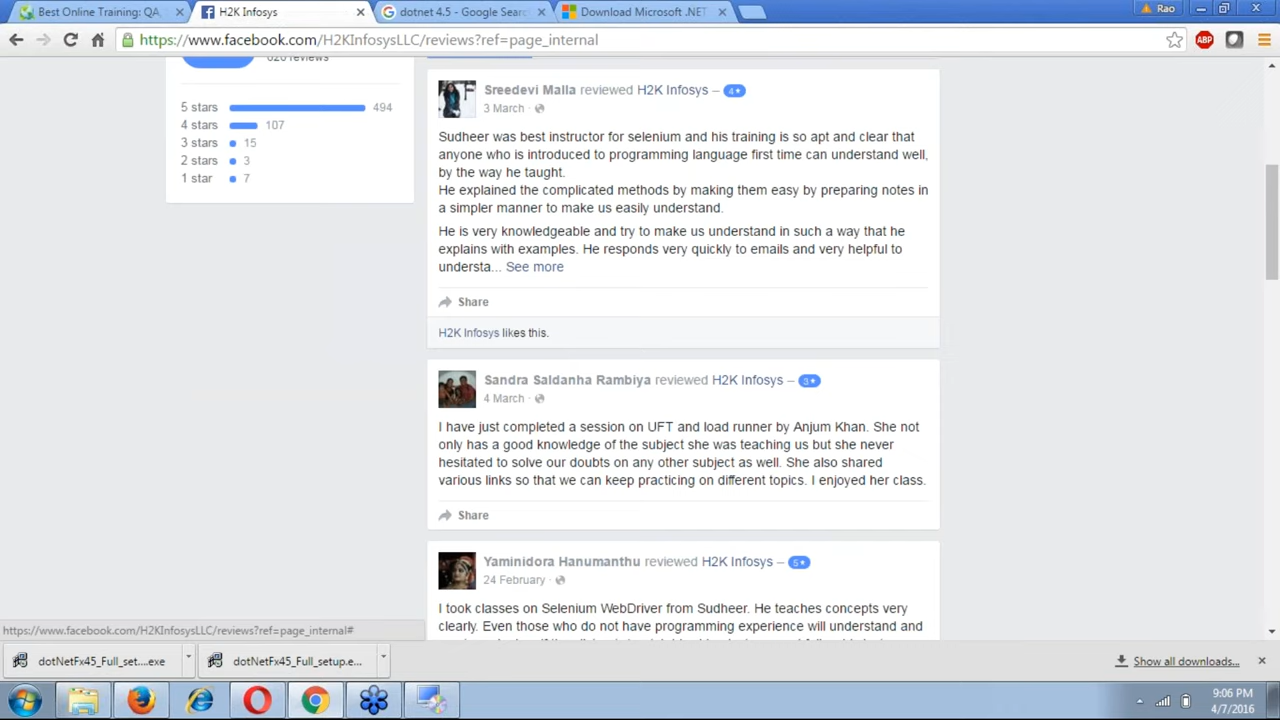 Best Online Training: QA,
H2K Infosys
dotnet 4.5 - Google Sear
Download Microsoft .NET
Rao
https://www.facebook.com/H2KInfosysLLC/reviews?ref=page_internal
ABP
626 reviews
5 stars 494
4 stars 107
3 stars 15
2 stars 3
1 star 7
Sreedevi Malla reviewed H2K Infosys – 4★
3 March ·
Sudheer was best instructor for selenium and his training is so apt and clear that
anyone who is introduced to programming language first time can understand well,
by the way he taught.
He explained the complicated methods by making them easy by preparing notes in
a simpler manner to make us easily understand.
He is very knowledgeable and try to make us understand in such a way that he
explains with examples. He responds very quickly to emails and very helpful to
understa... See more
Share
H2K Infosys likes this.
Sandra Saldanha Rambiya reviewed H2K Infosys – 3★
4 March ·
I have just completed a session on UFT and load runner by Anjum Khan. She not
only has a good knowledge of the subject she was teaching us but she never
hesitated to solve our doubts on any other subject as well. She also shared
various links so that we can keep practicing on different topics. I enjoyed her class.
Share
Yaminidora Hanumanthu reviewed H2K Infosys – 5★
24 February ·
I took classes on Selenium WebDriver from Sudheer. He teaches concepts very
clearly. Even those who do not have programming experience will understand and
https://www.facebook.com/H2KInfosysLLC/reviews?ref=page_internal#
dotNetFx45_Full_set....exe
dotNetFx45_Full_setup.e...
Show all downloads...
9:06 PM
4/7/2016